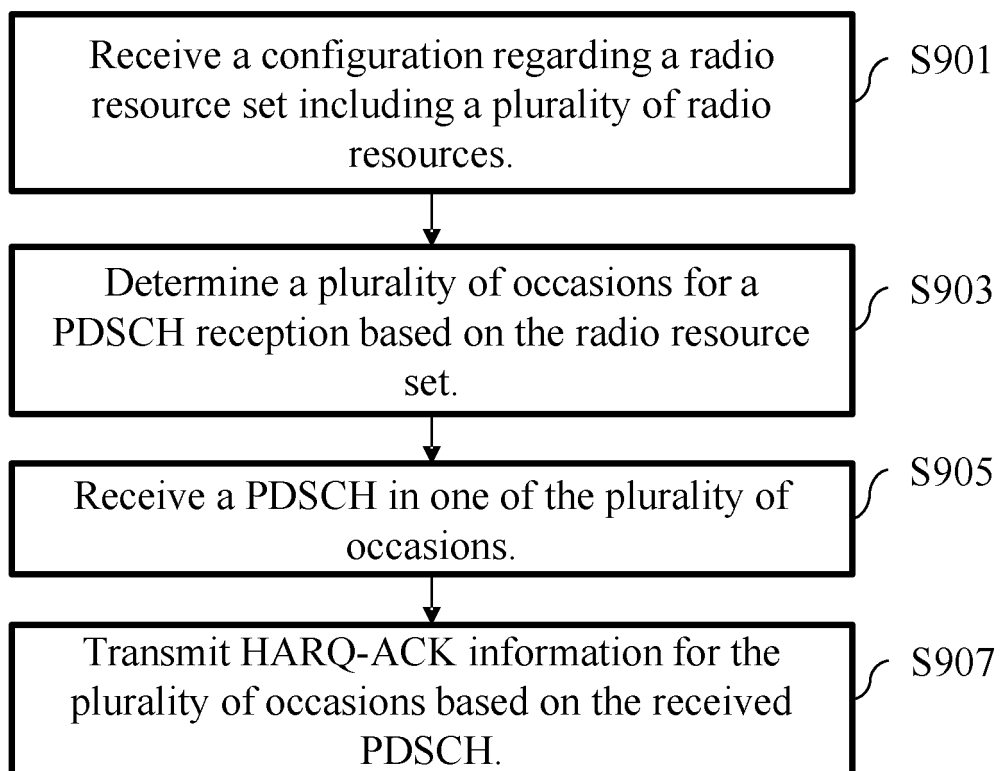 Receive a configuration regarding a radio
resource set including a plurality of radio
resources.
S901
Determine a plurality of occasions for a
PDSCH reception based on the radio resource
set.
S903
Receive a PDSCH in one of the plurality of
occasions.
S905
Transmit HARQ-ACK information for the
plurality of occasions based on the received
PDSCH.
S907